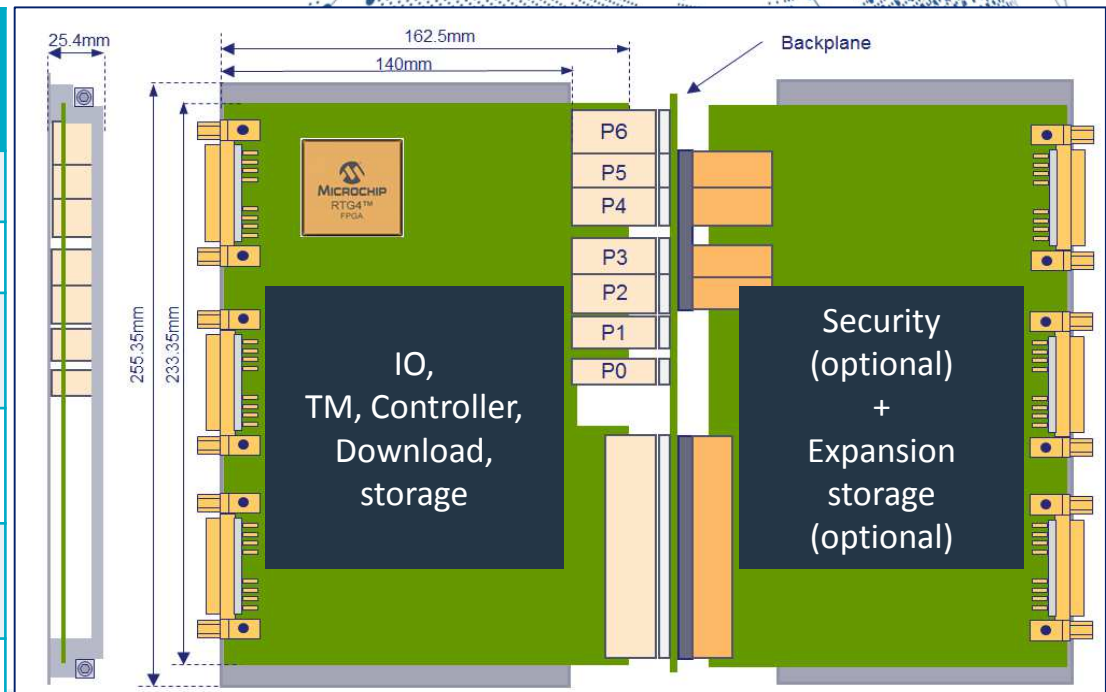 25.4mm
162.5mm
140mm
Backplane
255.35mm
233.35mm
MICROCHIP
RTG4™
FPGA
P6
P5
P4
P3
P2
P1
P0
IO,
TM, Controller,
Download,
storage
Security
(optional)
+
Expansion
storage
(optional)